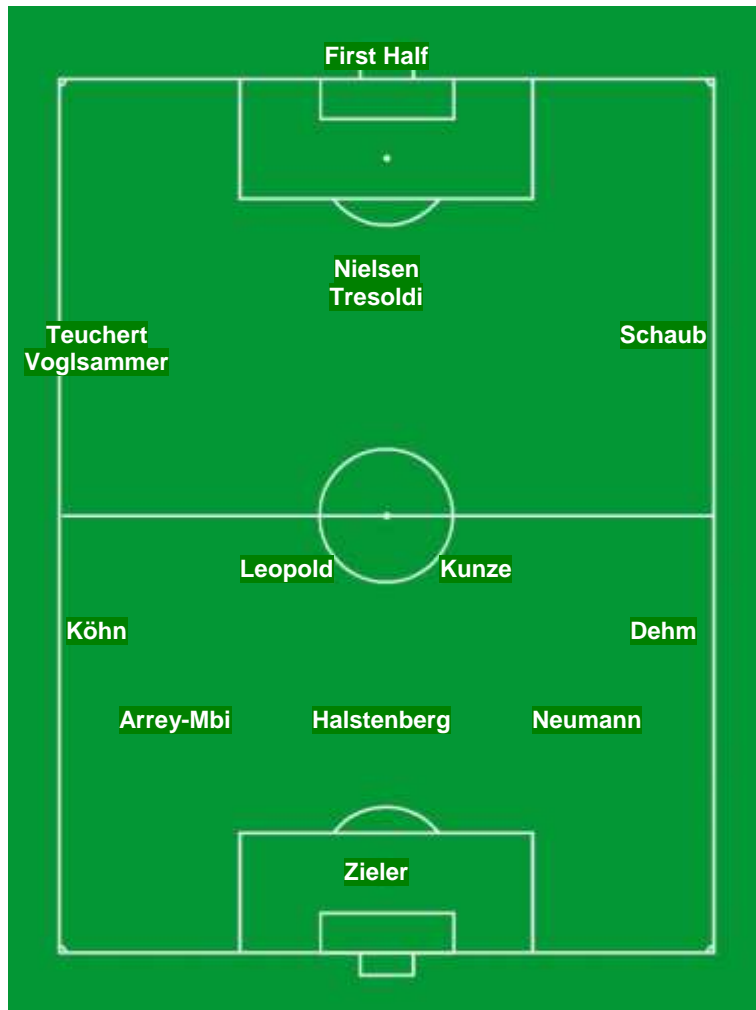 First Half
Nielsen
Tresoldi
Teuchert
Voglsammer
Schaub
Leopold
Kunze
Köhn
Dehm
Arrey-Mbi
Halstenberg
Neumann
Zieler